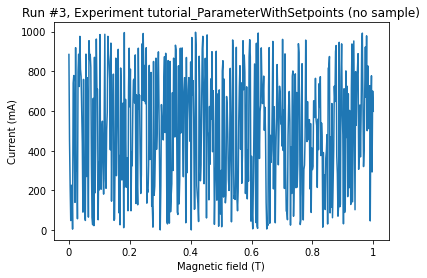 Run #3, Experiment tutorial_ParameterWithSetpoints (no sample)
1000
800
600
400
200
0
Current (mA)
0 0.2 0.4 0.6 0.8 1
Magnetic field (T)